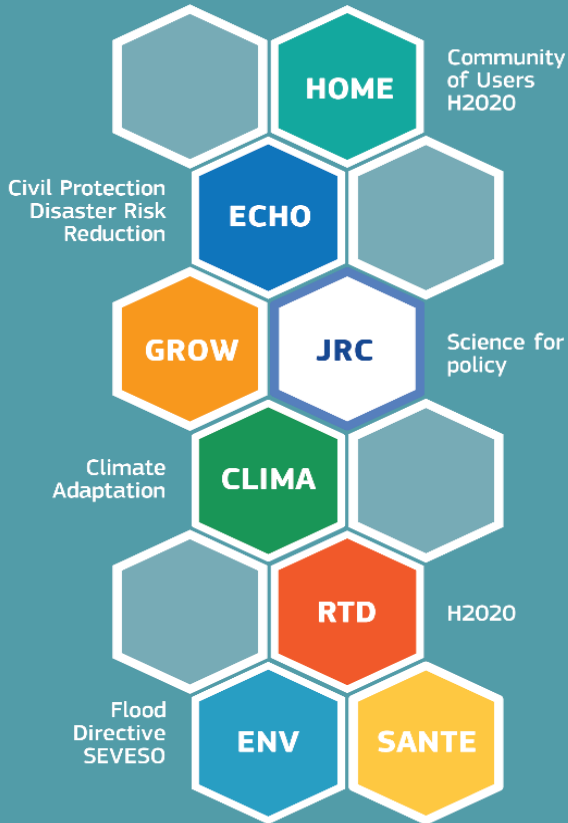 HOME
Community
of Users
H2020
Civil Protection
Disaster Risk
Reduction
ECHO
GROW
JRC
Science for
policy
Climate
Adaptation
CLIMA
RTD
H2020
Flood
Directive
SEVESO
ENV
SANTE